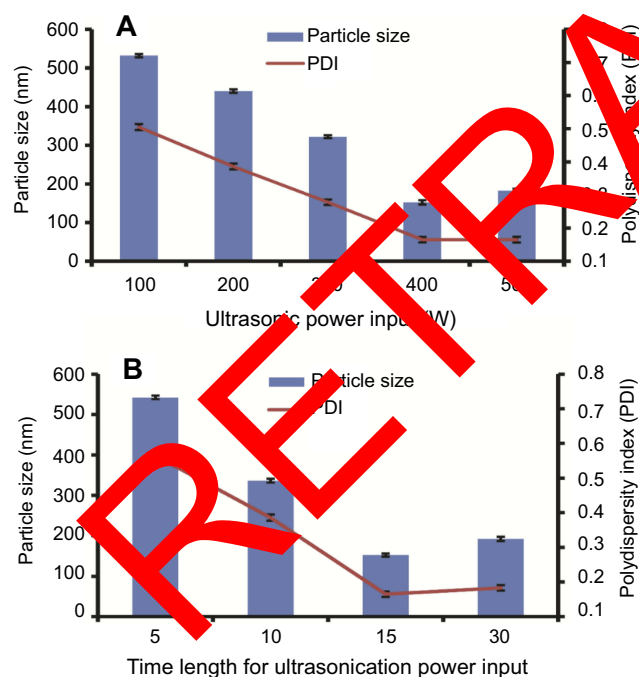 A
Particle size
PDI
600
500
400
300
200
100
0
Particle size (nm)
0.5
0.4
0.2
0.1
100
200
400
Ultrasonic power input (W)
B
Particle size
PDI
600
500
400
300
200
100
0
Particle size (nm)
0.8
0.7
0.6
0.5
0.4
0.3
0.2
0.1
Polydispersity index (PDI)
5
10
15
30
Time length for ultrasonication power input
RETRA